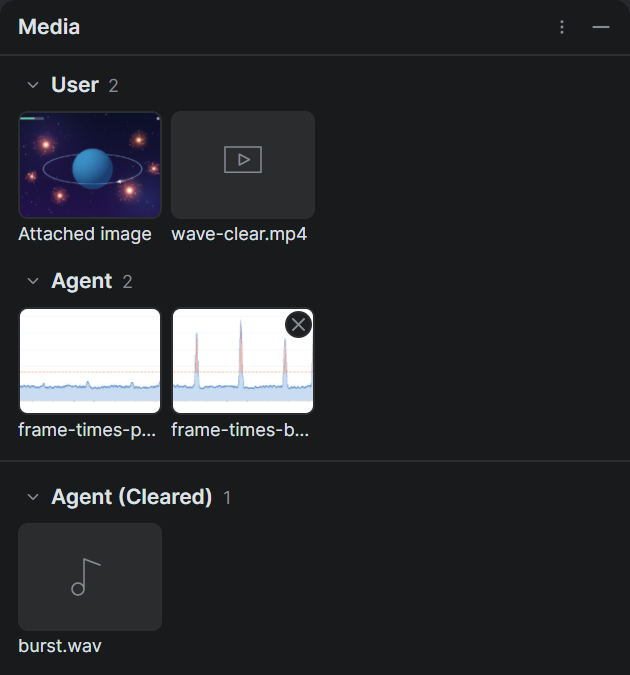 Media
User 2
Attached image
wave-clear.mp4
Agent 2
frame-times-p...
frame-times-b...
Agent (Cleared) 1
burst.wav